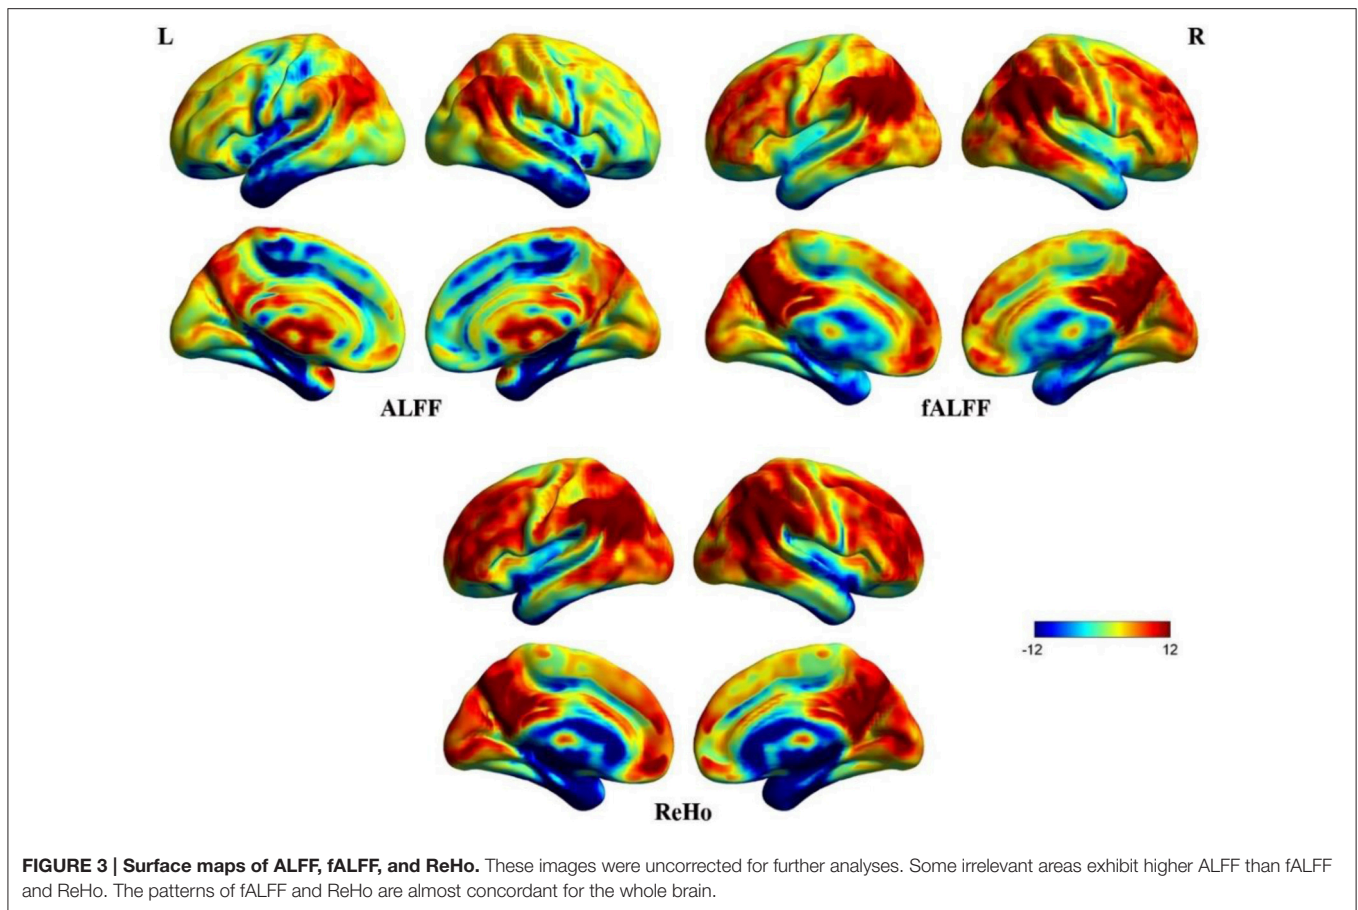 L
R
ALFF
fALFF
ReHo
-12
12
FIGURE 3 | Surface maps of ALFF, fALFF, and ReHo. These images were uncorrected for further analyses. Some irrelevant areas exhibit higher ALFF than fALFF
and ReHo. The patterns of fALFF and ReHo are almost concordant for the whole brain.